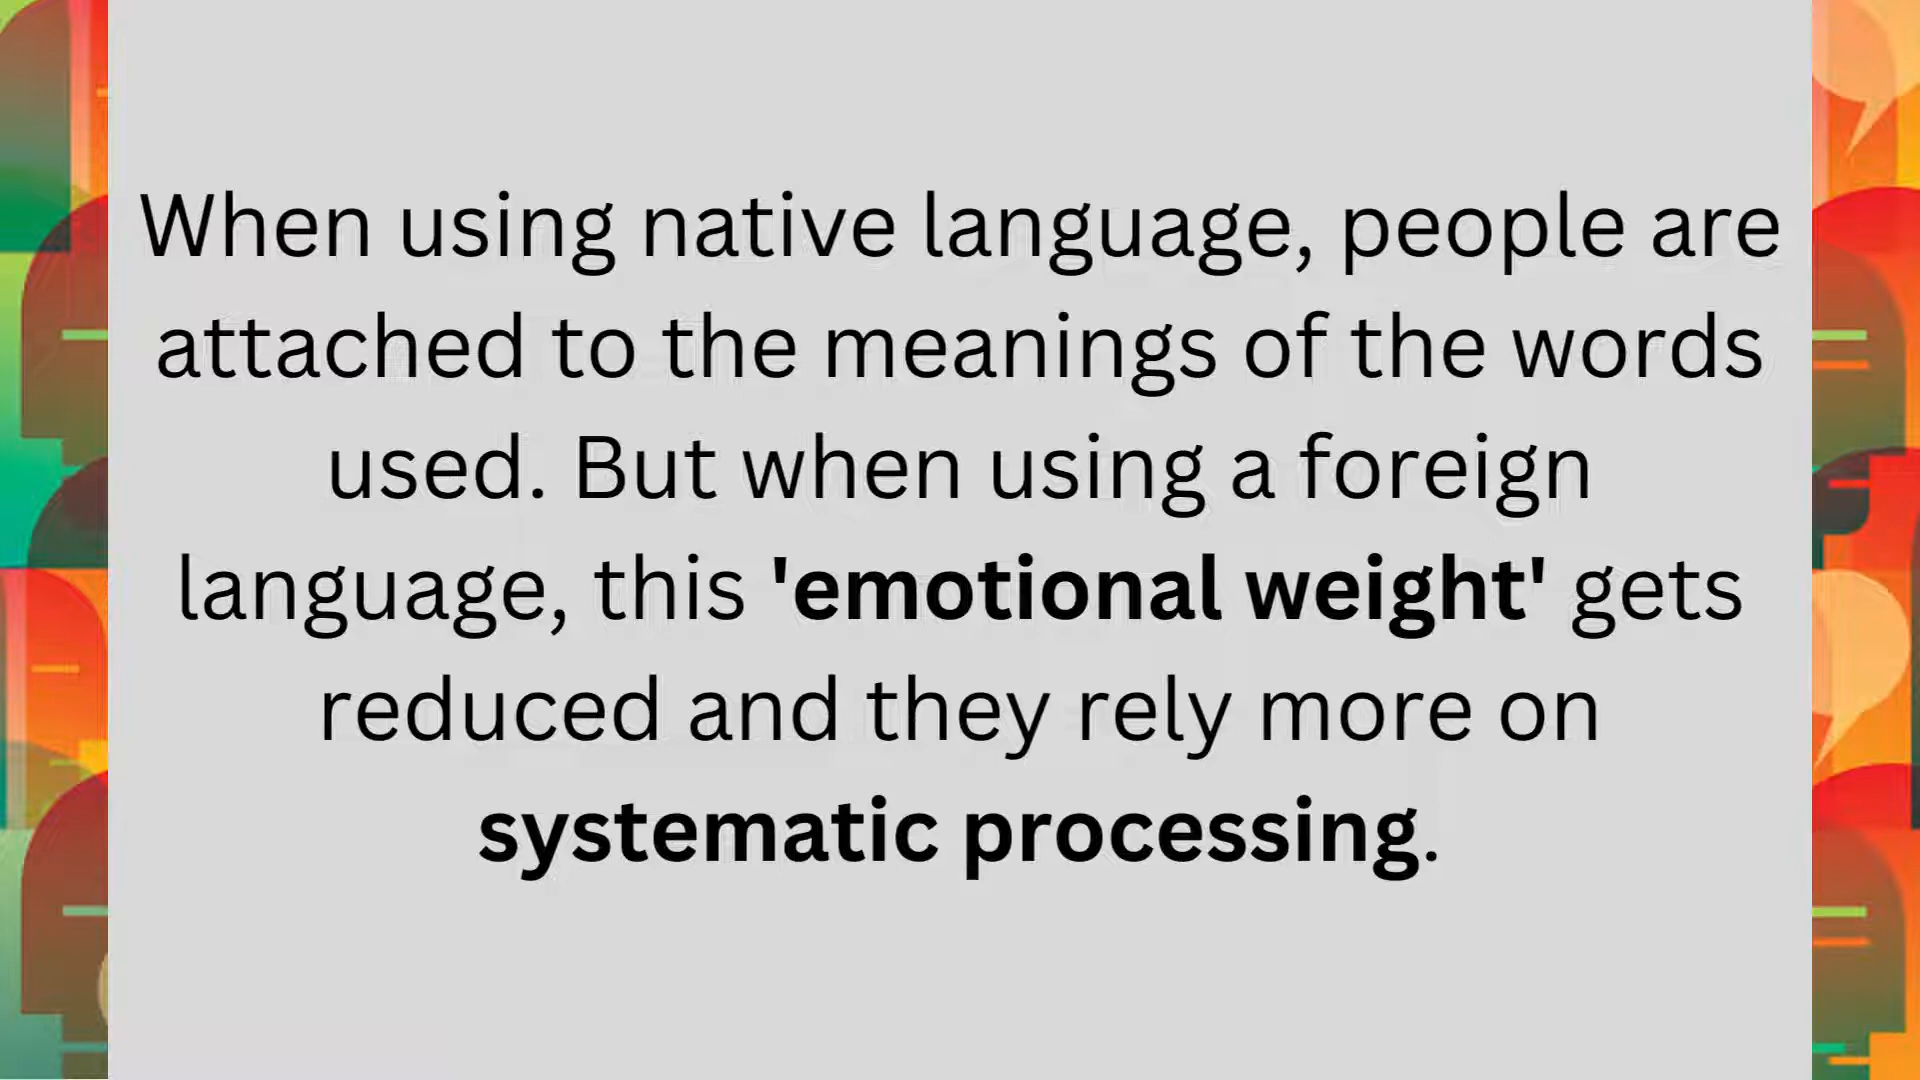 When using native language, people are
attached to the meanings of the words
used. But when using a foreign
language, this 'emotional weight' gets
reduced and they rely more on
systematic processing.